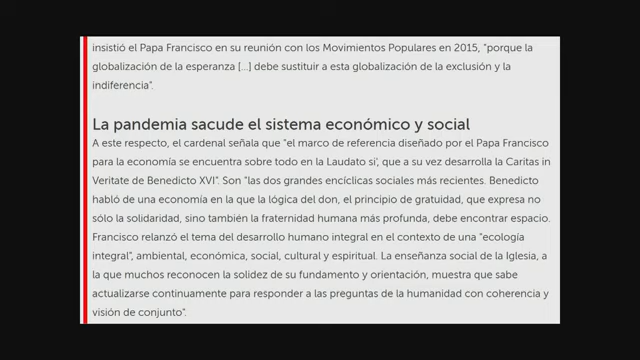 insistió el Papa Francisco en su reunión con los Movimientos Populares en 2015, "porque la
globalización de la esperanza [...] debe sustituir a esta globalización de la exclusión y la
indiferencia".
La pandemia sacude el sistema económico y social
A este respecto, el cardenal señala que "el marco de referencia diseñado por el Papa Francisco
para la economía se encuentra sobre todo en la Laudato si', que a su vez desarrolla la Caritas in
Veritate de Benedicto XVI". Son "las dos grandes encíclicas sociales más recientes. Benedicto
habló de una economía en la que la lógica del don, el principio de gratuidad, que expresa no
sólo la solidaridad, sino también la fraternidad humana más profunda, debe encontrar espacio.
Francisco relanzó el tema del desarrollo humano integral en el contexto de una "ecología
integral", ambiental, económica, social, cultural y espiritual. La enseñanza social de la Iglesia, a
la que muchos reconocen la solidez de su fundamento y orientación, muestra que sabe
actualizarse continuamente para responder a las preguntas de la humanidad con coherencia y
visión de conjunto".